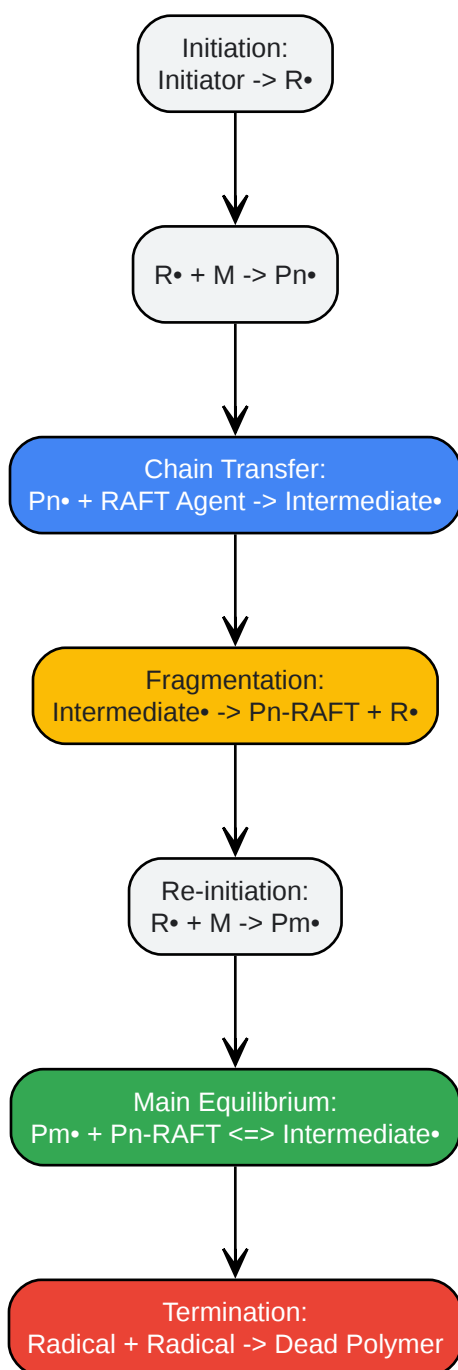 Initiation:
Initiator -> R•
R• + M -> Pn•
Chain Transfer:
Pn• + RAFT Agent -> Intermediate•
Fragmentation:
Intermediate• -> Pn-RAFT + R•
Re-initiation:
R• + M -> Pm•
Main Equilibrium:
Pm• + Pn-RAFT <=> Intermediate•
Termination:
Radical + Radical -> Dead Polymer